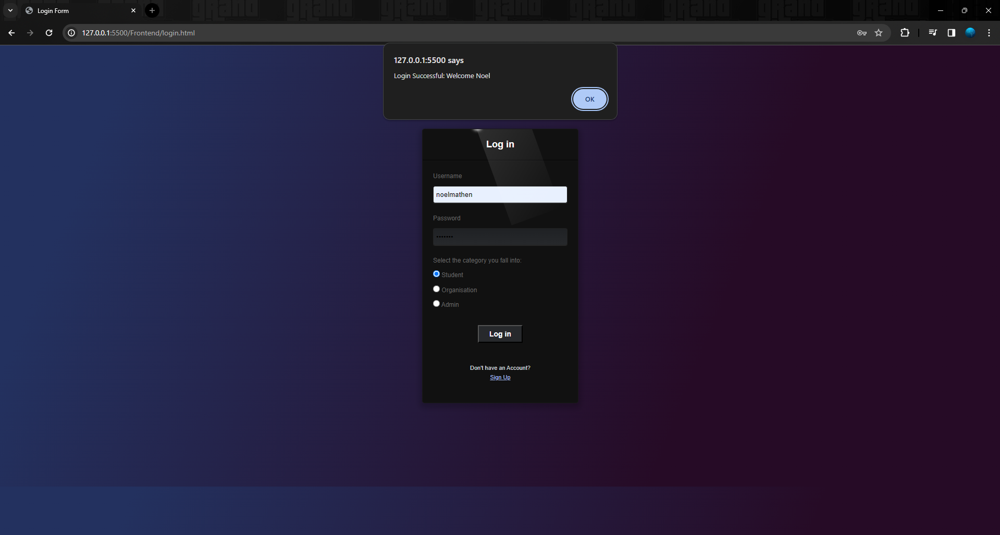 Login Form
127.0.0.1:5500/Frontend/login.html
127.0.0.1:5500 says
Login Successful: Welcome Noel
OK
Log in
Username
noelmathen
Password
•••••••
Select the category you fall into:
Student
Organisation
Admin
Log in
Don't have an Account?
Sign Up